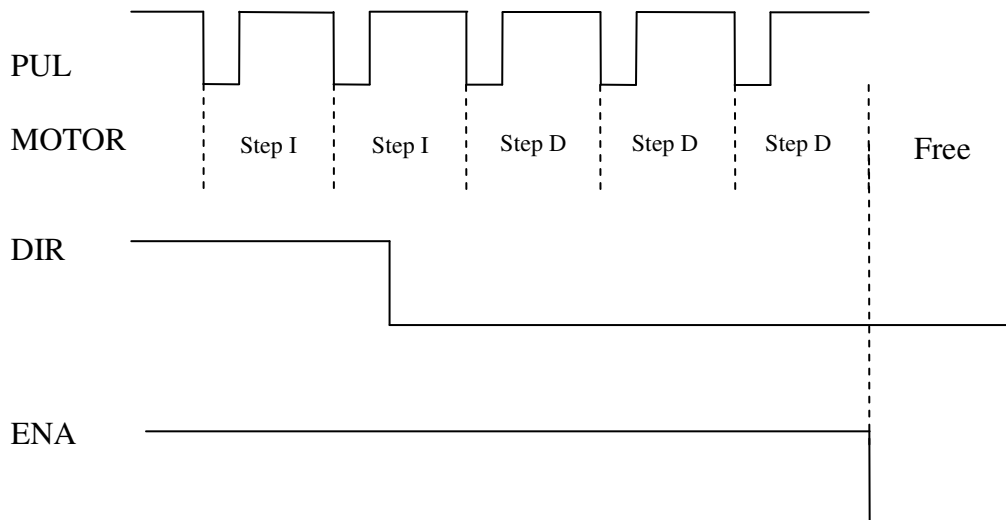 PUL
MOTOR
Step I Step I Step D Step D Step D Free
DIR
ENA